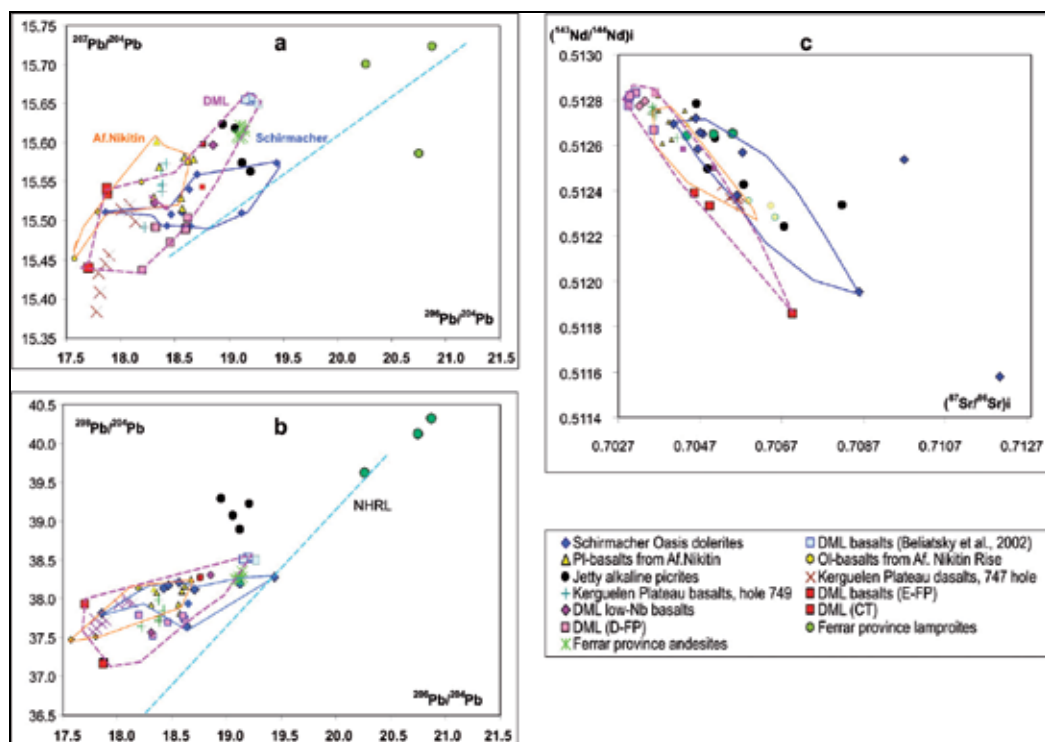 15.75
15.70
15.65
15.60
15.55
15.50
15.45
15.40
15.35
207Pb/204Pb
a
DML
Af.Nikitin
Schirmacher
206Pb/204Pb
17.5 18.0 18.5 19.0 19.5 20.0 20.5 21.0 21.5
40.5
40.0
39.5
39.0
38.5
38.0
37.5
37.0
36.5
b
NHRL
206Pb/204Pb
17.5 18.0 18.5 19.0 19.5 20.0 20.5 21.0 21.5
(143Nd/144Nd)i
c
0.5130
0.5128
0.5126
0.5124
0.5122
0.5120
0.5118
0.5116
0.5114
(87Sr/86Sr)i
0.7027 0.7047 0.7067 0.7087 0.7107 0.7127
Schirmacher Oasis dolerites
Pl-basalts from Af.Nikitin
Jetty alkaline picrites
Kerguelen Plateau basalts, hole 749
DML low-Nb basalts
DML (D-FP)
Ferrar province andesites
DML basalts (Beliatsky et al., 2002)
Ol-basalts from Af. Nikitin Rise
Kerguelen Plateau dasalts, 747 hole
DML basalts (E-FP)
DML (CT)
Ferrar province lamproites